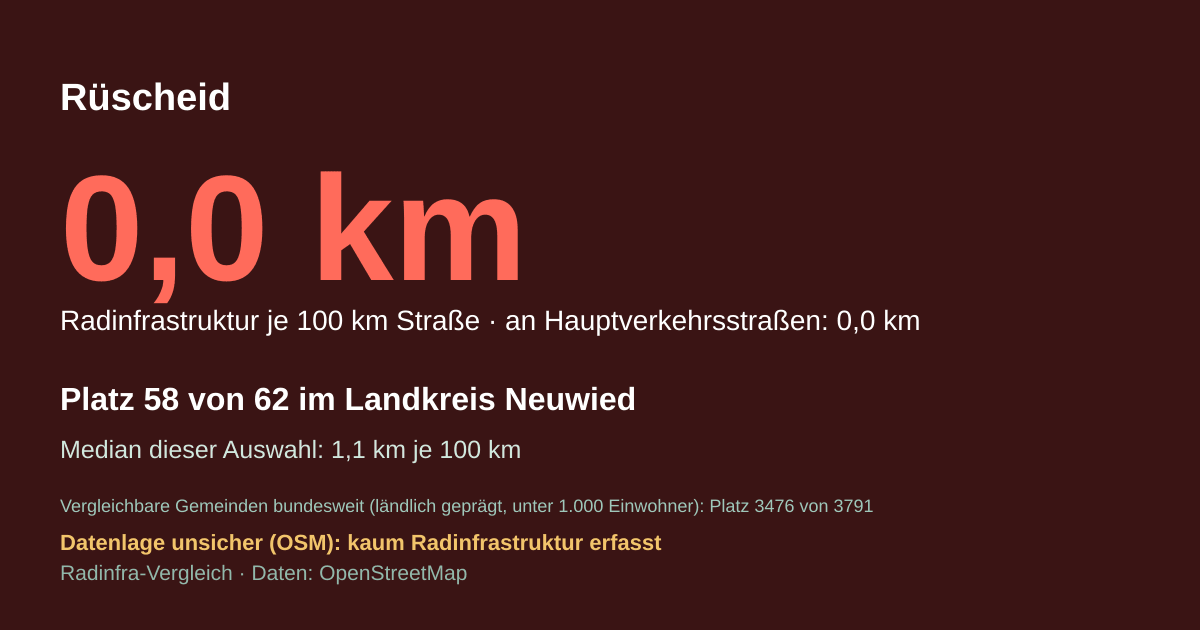 Rüscheid
0,0 km
Radinfrastruktur je 100 km Straße · an Hauptverkehrsstraßen: 0,0 km
Platz 58 von 62 im Landkreis Neuwied
Median dieser Auswahl: 1,1 km je 100 km
Vergleichbare Gemeinden bundesweit (ländlich geprägt, unter 1.000 Einwohner): Platz 3476 von 3791
Datenlage unsicher (OSM): kaum Radinfrastruktur erfasst
Radinfra-Vergleich · Daten: OpenStreetMap